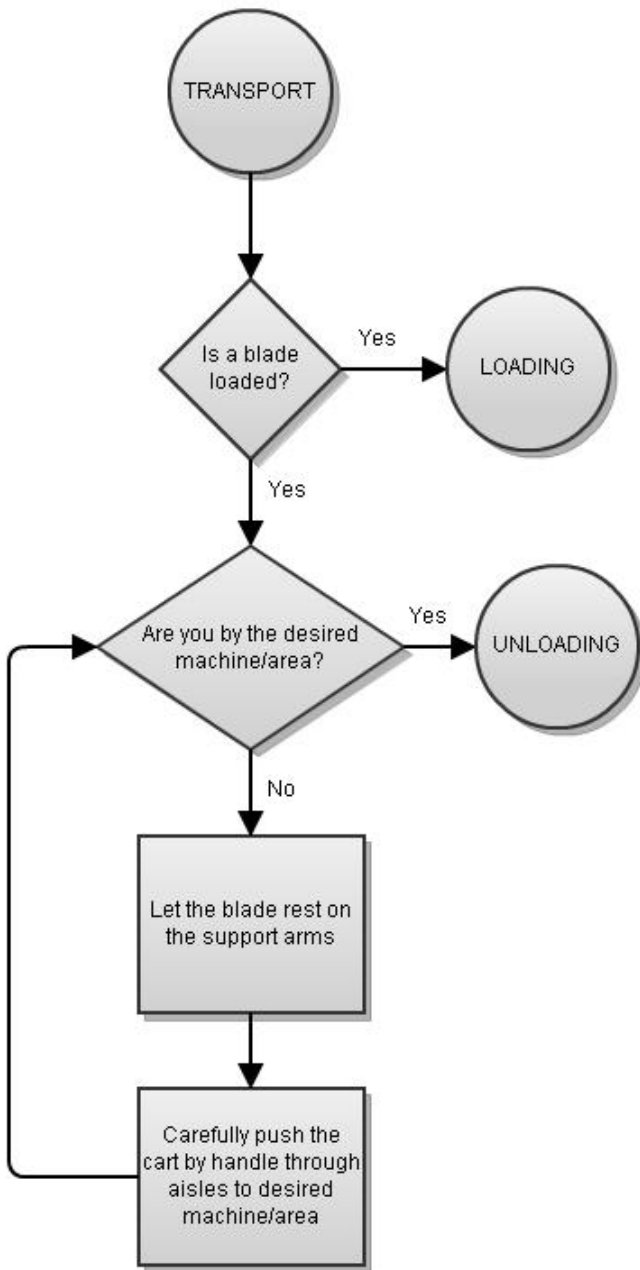 TRANSPORT
Is a blade
loaded?
Yes
LOADING
Yes
Are you by the desired
machine/area?
Yes
UNLOADING
No
Let the blade rest on
the support arms
Carefully push the
cart by handle through
aisles to desired
machine/area